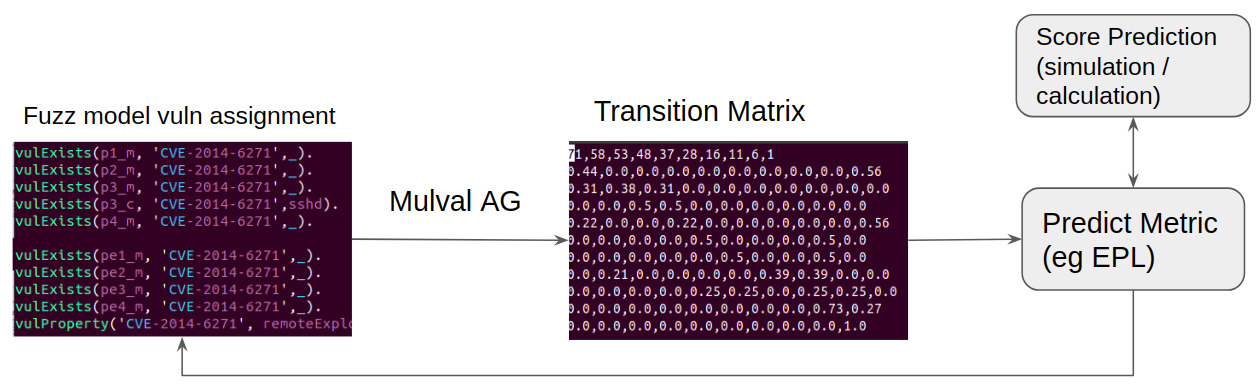 Score Prediction
(simulation /
calculation)
Fuzz model vuln assignment
Transition Matrix
vulExists(p1_m, 'CVE-2014-6271',_).
vulExists(p2_m, 'CVE-2014-6271',_).
vulExists(p3_m, 'CVE-2014-6271',_).
vulExists(p3_c, 'CVE-2014-6271',sshd).
vulExists(p4_m, 'CVE-2014-6271',_).
vulExists(pe1_m, 'CVE-2014-6271',_).
vulExists(pe2_m, 'CVE-2014-6271',_).
vulExists(pe3_m, 'CVE-2014-6271',_).
vulExists(pe4_m, 'CVE-2014-6271',_).
vulProperty('CVE-2014-6271', remoteExplo
Mulval AG
71,58,53,48,37,28,16,11,6,1
0.44,0.0,0.0,0.0,0.0,0.0,0.0,0.0,0.0,0.56
0.31,0.38,0.31,0.0,0.0,0.0,0.0,0.0,0.0,0.0
0.0,0.0,0.5,0.5,0.0,0.0,0.0,0.0,0.0,0.0
0.22,0.0,0.0,0.22,0.0,0.0,0.0,0.0,0.0,0.56
0.0,0.0,0.0,0.0,0.5,0.0,0.0,0.0,0.5,0.0
0.0,0.0,0.0,0.0,0.0,0.5,0.0,0.0,0.5,0.0
0.0,0.21,0.0,0.0,0.0,0.0,0.39,0.39,0.0,0.0
0.0,0.0,0.0,0.0,0.25,0.25,0.0,0.25,0.25,0.0
0.0,0.0,0.0,0.0,0.0,0.0,0.0,0.0,0.73,0.27
0.0,0.0,0.0,0.0,0.0,0.0,0.0,0.0,0.0,1.0
Predict Metric
(eg EPL)